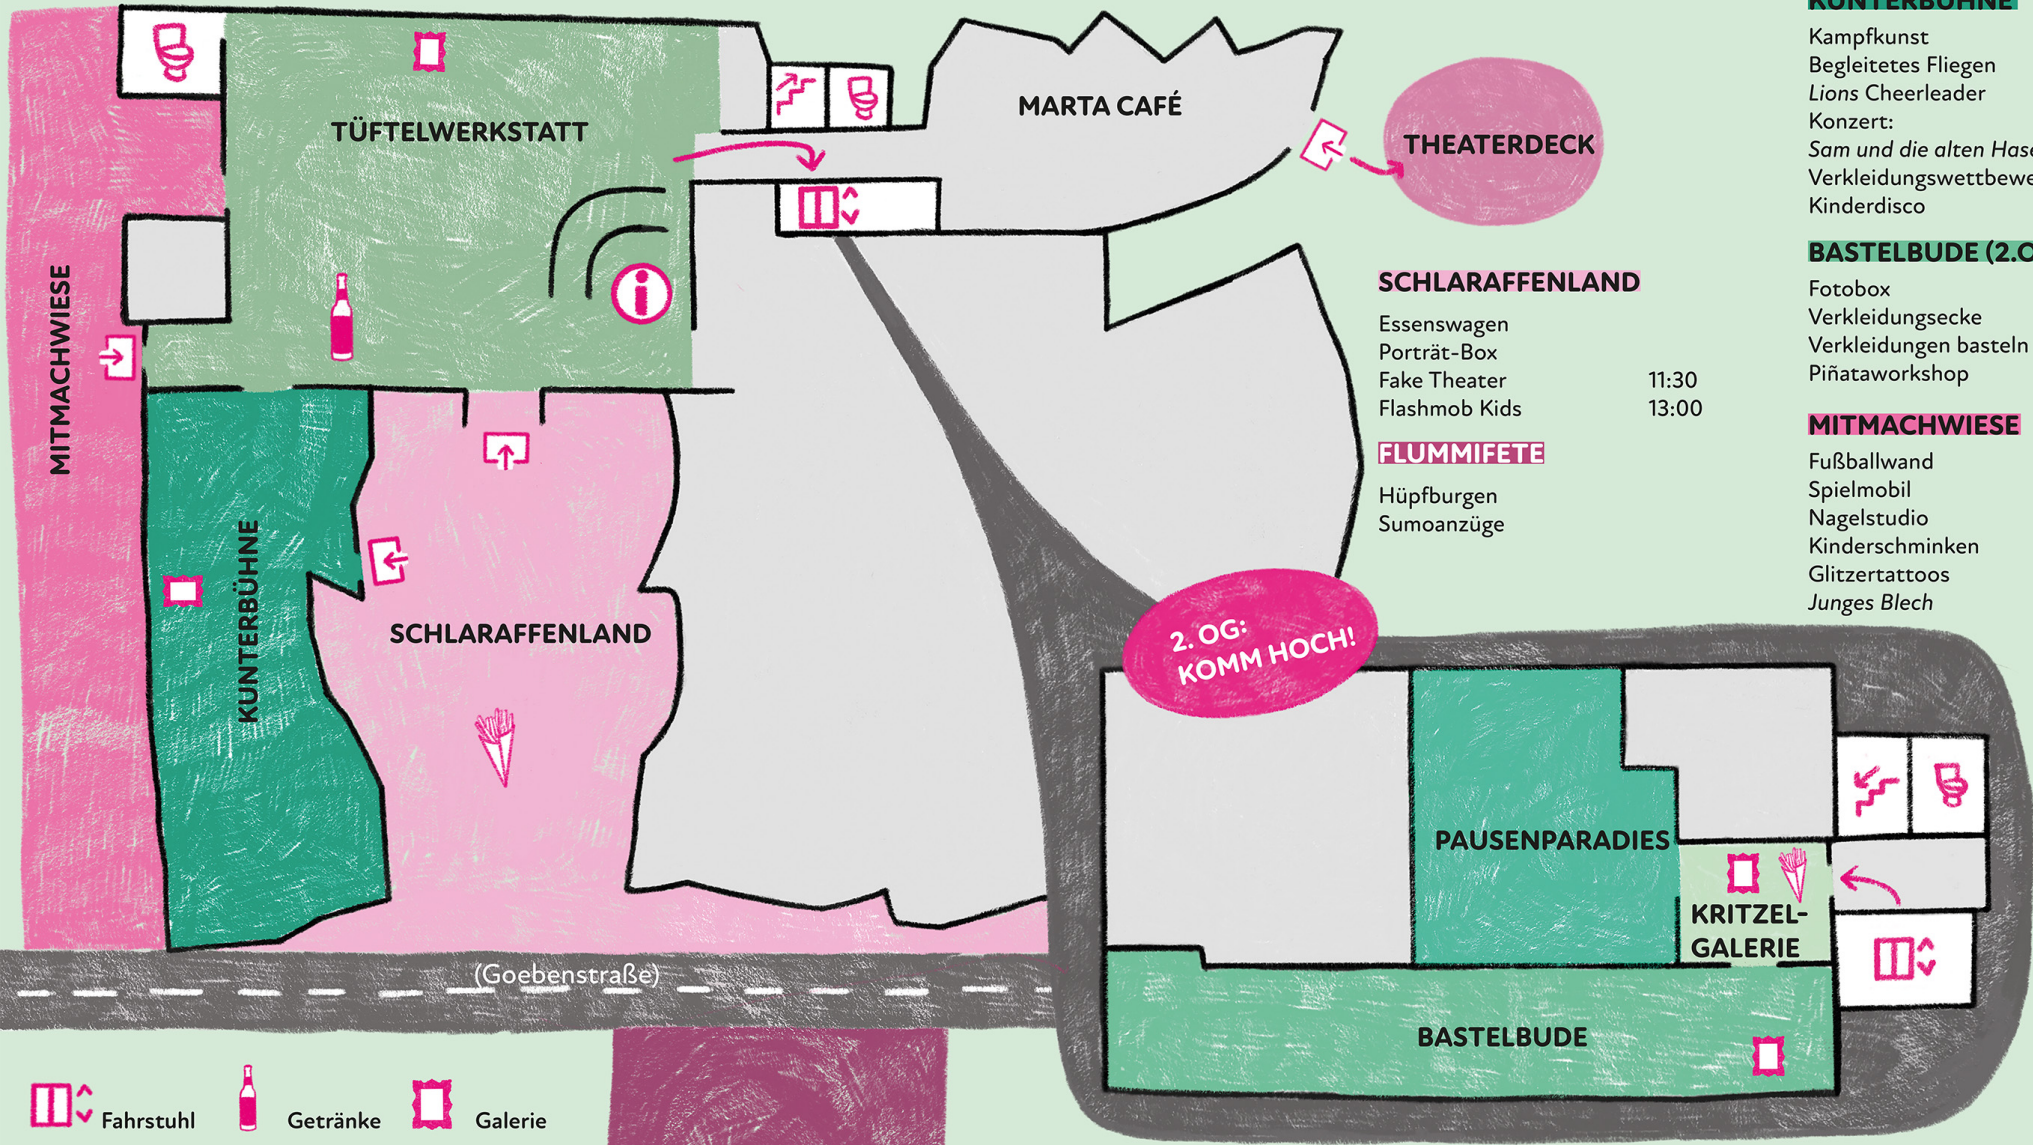 TÜFTELWERKSTATT
MARTA CAFÉ
THEATERDECK
MITMACHWIESE
KUNTERBÜHNE
SCHLARAFFENLAND
(Goebenstraße)
Fahrstuhl
Getränke
Galerie
SCHLARAFFENLAND
Essenswagen
Porträt-Box
Fake Theater 11:30
Flashmob Kids 13:00
FLUMMIFETE
Hüpfburgen
Sumoanzüge
KUNTERBÜHNE
Kampfkunst
Begleitetes Fliegen
Lions Cheerleader
Konzert:
Sam und die alten Hase
Verkleidungswettbewe
Kinderdisco
BASTELBUDE (2.O
Fotobox
Verkleidungsecke
Verkleidungen basteln
Piñataworkshop
MITMACHWIESE
Fußballwand
Spielmobil
Nagelstudio
Kinderschminken
Glitzertattoos
Junges Blech
2. OG:
KOMM HOCH!
PAUSENPARADIES
KRITZEL-
GALERIE
BASTELBUDE